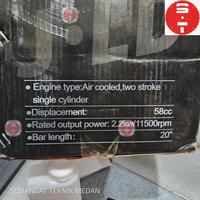 S.T
Engine type:Air cooled,two stroke
single cylinder
Displacement: 58cc
Rated output power: 2.2kw/11500rpm
Bar length: 20"
SEMANGAT TEKNIK MEDAN